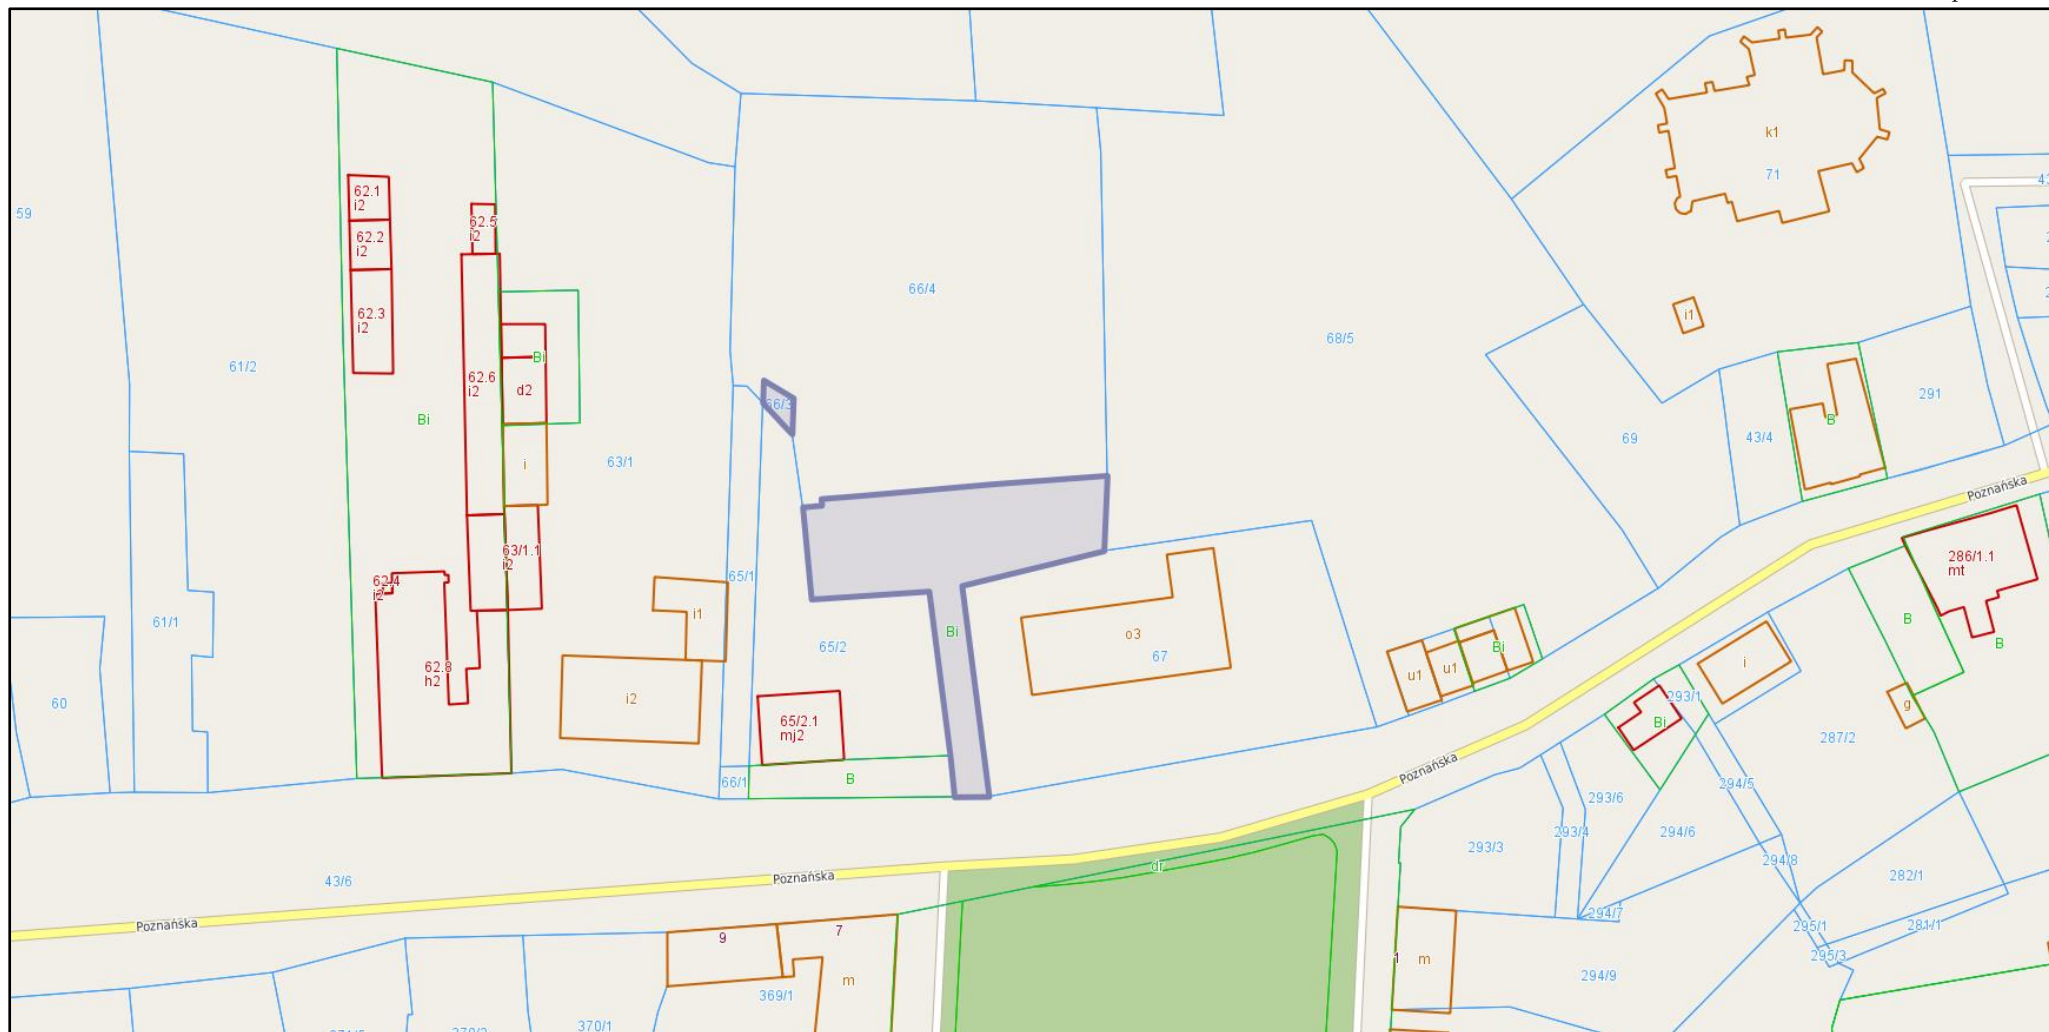 k1
71
62.1
i2
59
62.5
i2
62.2
i2
66/4
62.3
i2
i1
68/5
61/2
Bi
62.6
i2
d2
66/3
291
Bi
B
69
43/4
63/1
i
Poznańska
63/1.1
i2
286/1.1
mt
62.4
i2
65/1
i1
61/1
B
Bi
o3
65/2
67
Bi
B
62.8
h2
u1
u1
i
60
i2
293/1
g
65/2.1
mj2
Bi
287/2
Poznańska
66/1
B
294/5
293/6
293/4
294/6
293/3
294/8
dr
43/6
Poznańska
282/1
294/7
Poznańska
295/1
281/1
9
7
295/3
1
m
m
294/9
369/1
370/1